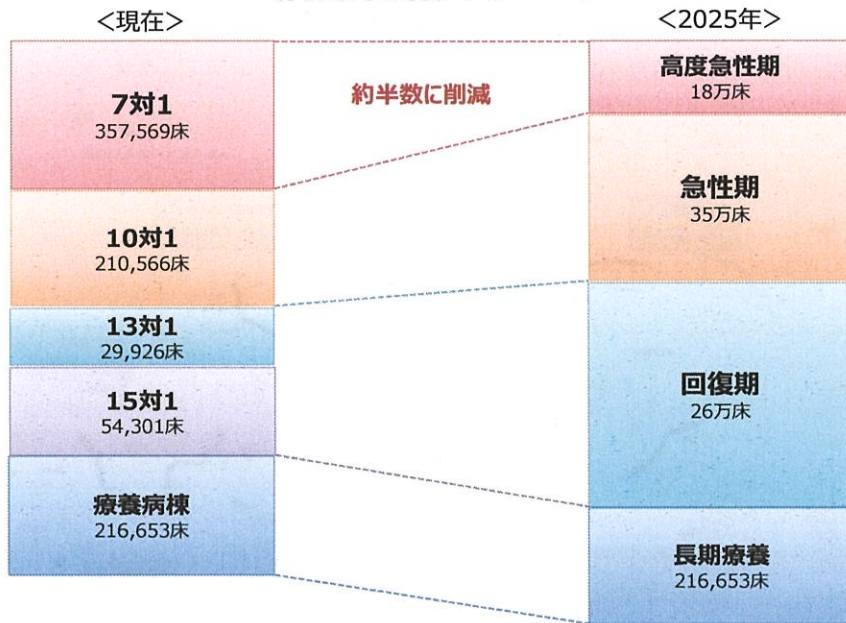 <現在>
7対1
357,569床
10対1
210,566床
13対1
29,926床
15対1
54,301床
療養病棟
216,653床
約半数に削減
<2025年>
高度急性期
18万床
急性期
35万床
回復期
26万床
長期療養
216,653床